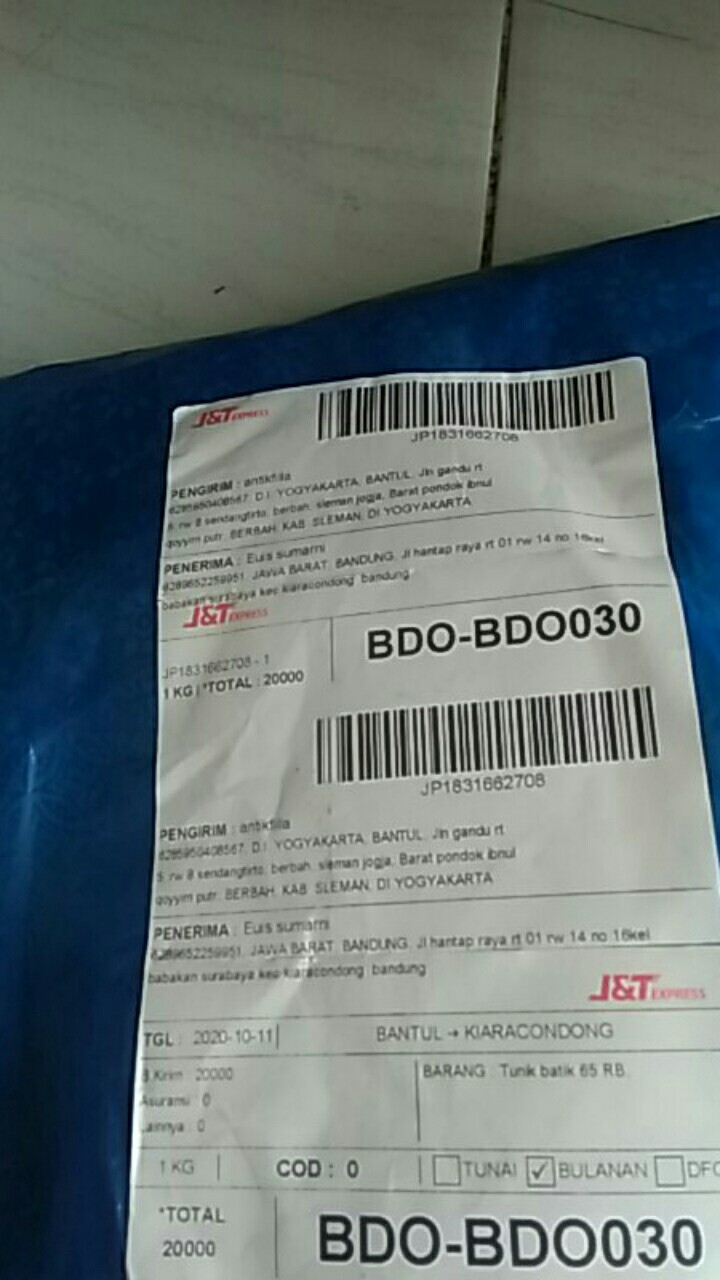 J&T EXPRESS
JP1831662708
PENGIRIM : antikfilla
6285950408567. D.I. YOGYAKARTA, BANTUL. Jln gandu rt
5. rw 8 sendangtirto, berbah, sleman jogja, Barat pondok ibnul
qoyyim putr. BERBAH, KAB. SLEMAN, DI YOGYAKARTA
PENERIMA : Euis sumarni
6289652259951. JAWA BARAT. BANDUNG. Jl hantap raya rt 01 rw 14 no 16kel
babakan surabaya kec kiaracondong bandung
J&T EXPRESS
BDO-BDO030
JP1831662708 - 1
1 KG | *TOTAL : 20000
JP1831662708
PENGIRIM : antikfilla
6285950408567. D.I. YOGYAKARTA, BANTUL. Jln gandu rt
5. rw 8 sendangtirto, berbah, sleman jogja, Barat pondok ibnul
qoyyim putr. BERBAH, KAB. SLEMAN, DI YOGYAKARTA
PENERIMA : Euis sumarni
6289652259951. JAWA BARAT. BANDUNG. Jl hantap raya rt 01 rw 14 no 16kel
babakan surabaya kec kiaracondong bandung
J&T EXPRESS
TGL : 2020-10-11
BANTUL → KIARACONDONG
B.Kirim : 20000
BARANG : Tunik batik 65 RB.
Asuransi : 0
Lainnya : 0
1 KG
COD : 0
TUNAI
BULANAN
DFO
*TOTAL
20000
BDO-BDO030